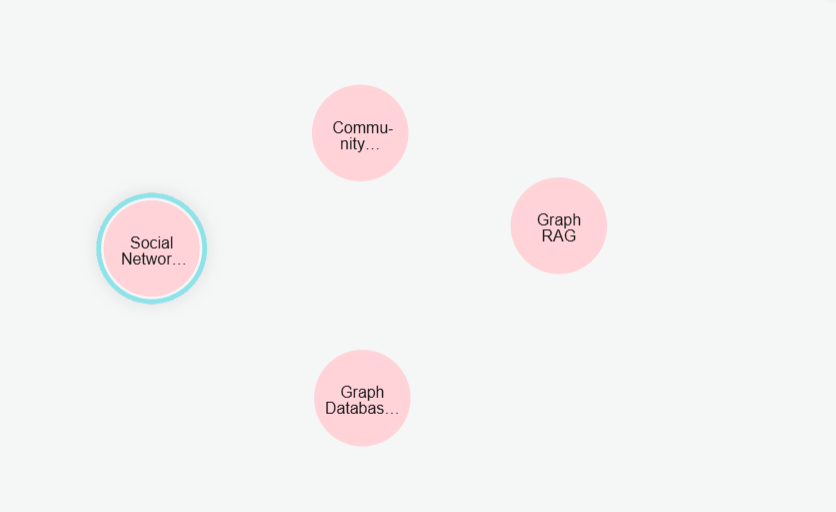 Commu-
nity…
Graph
RAG
Social
Networ…
Graph
Databas…